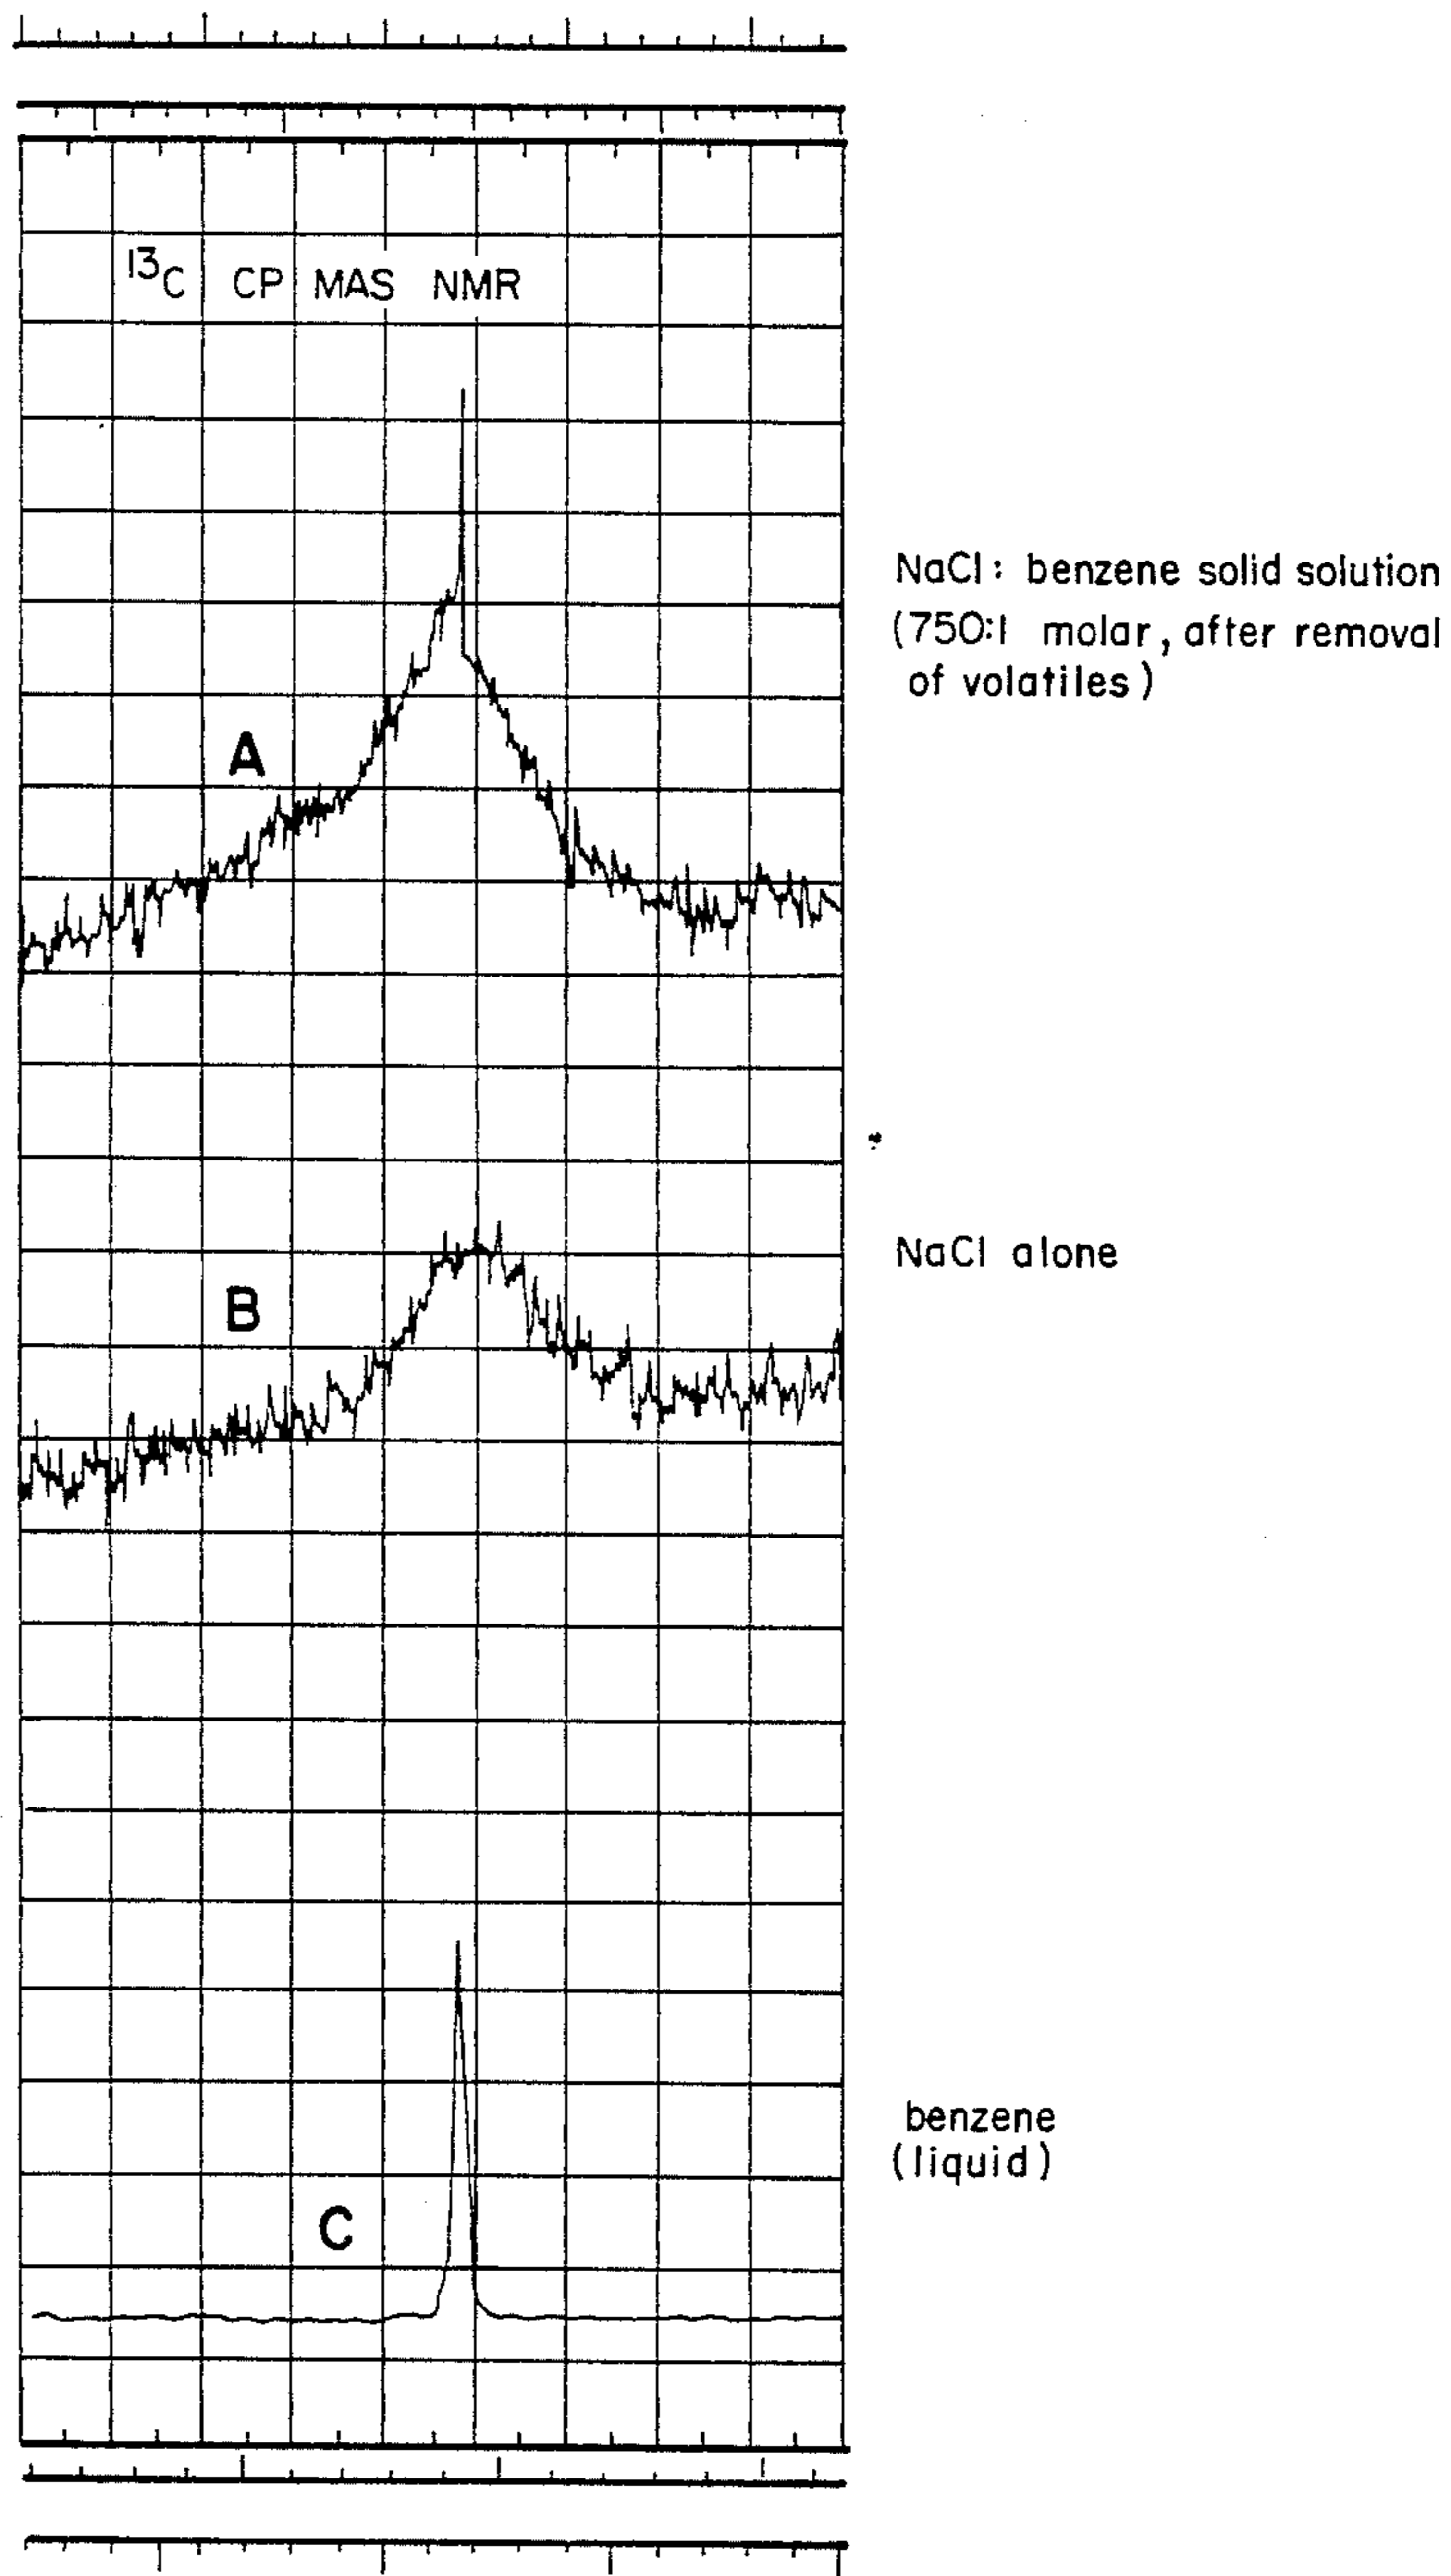 ¹³C CP MAS NMR
NaCl: benzene solid solution
(750:1 molar, after removal
of volatiles)
A
NaCl alone
B
benzene
(liquid)
C